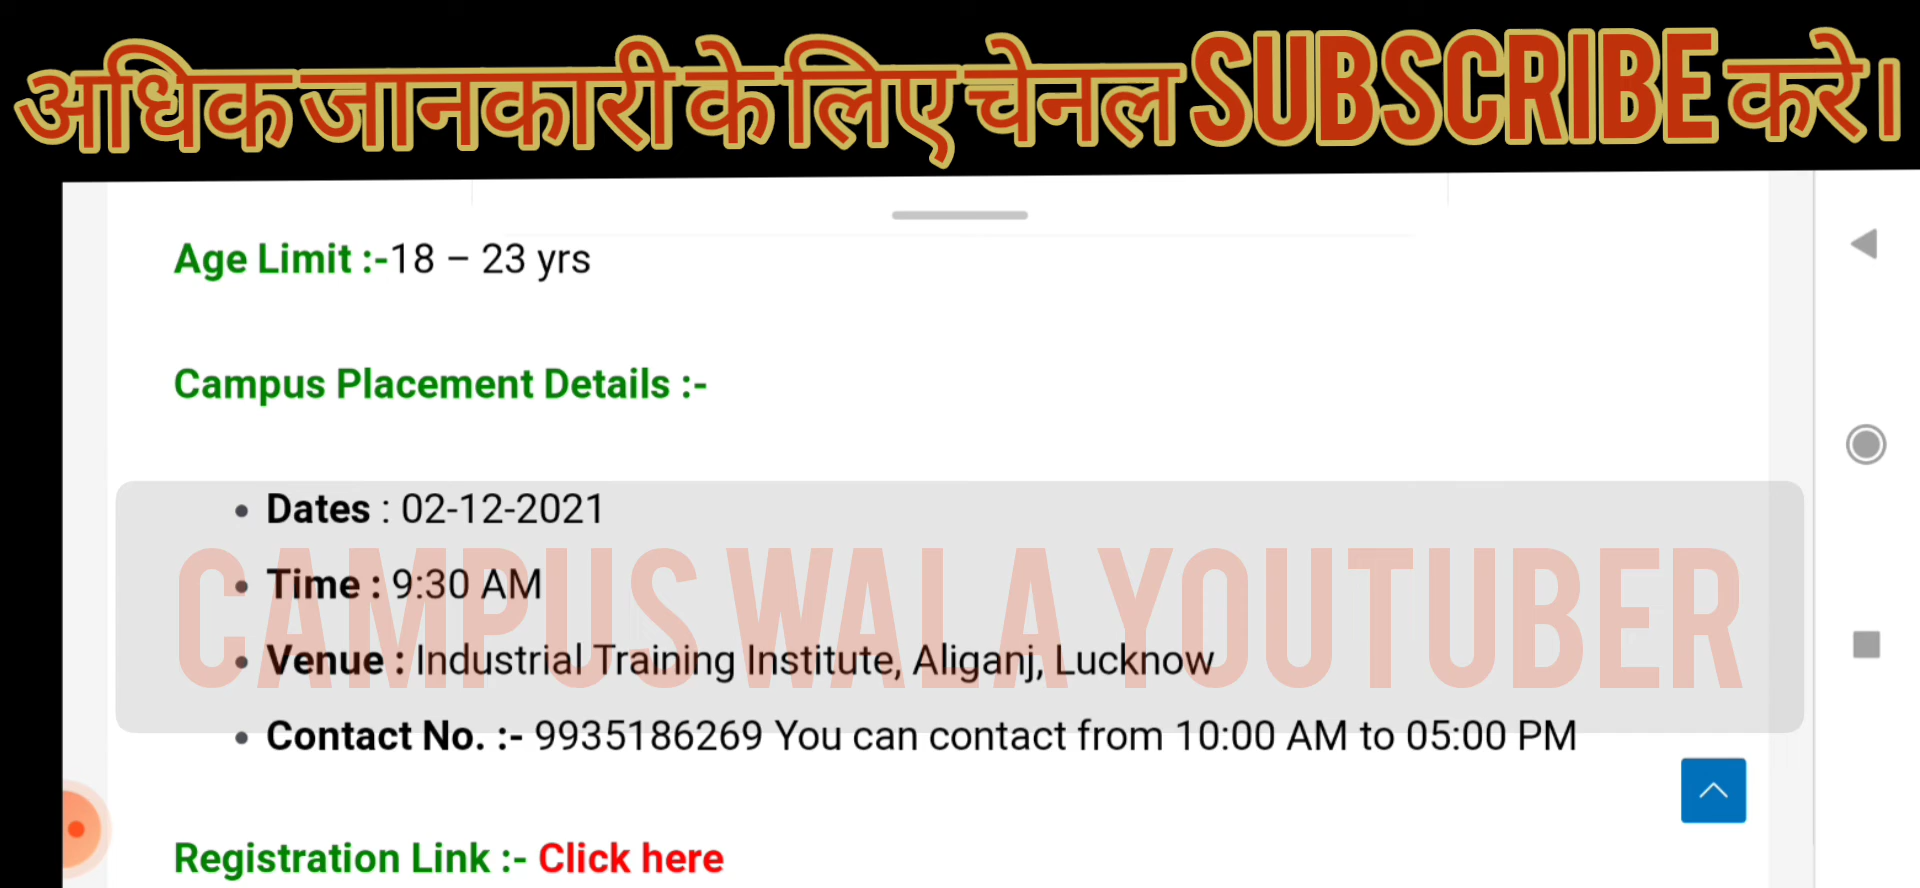 अधिक जानकारी के लिए चेनल SUBSCRIBE करे।
Age Limit :-18 – 23 yrs
Campus Placement Details :-
Dates : 02-12-2021
Time : 9:30 AM
CAMPUS WALA YOUTUBER
Venue : Industrial Training Institute, Aliganj, Lucknow
Contact No. :- 9935186269 You can contact from 10:00 AM to 05:00 PM
Registration Link :- Click here